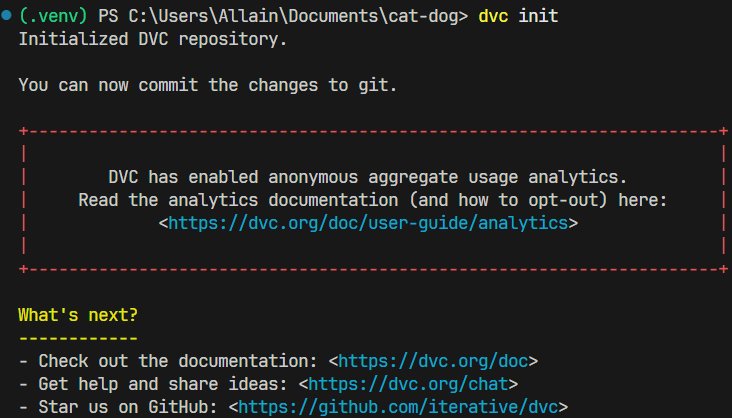 (.venv) PS C:\Users\Allain\Documents\cat-dog> dvc init
Initialized DVC repository.
You can now commit the changes to git.
+---------------------------------------------------------------------+
|                                                                     |
|        DVC has enabled anonymous aggregate usage analytics.         |
|     Read the analytics documentation (and how to opt-out) here:     |
|             <https://dvc.org/doc/user-guide/analytics>              |
|                                                                     |
+---------------------------------------------------------------------+
What's next?
------------
- Check out the documentation: <https://dvc.org/doc>
- Get help and share ideas: <https://dvc.org/chat>
- Star us on GitHub: <https://github.com/iterative/dvc>